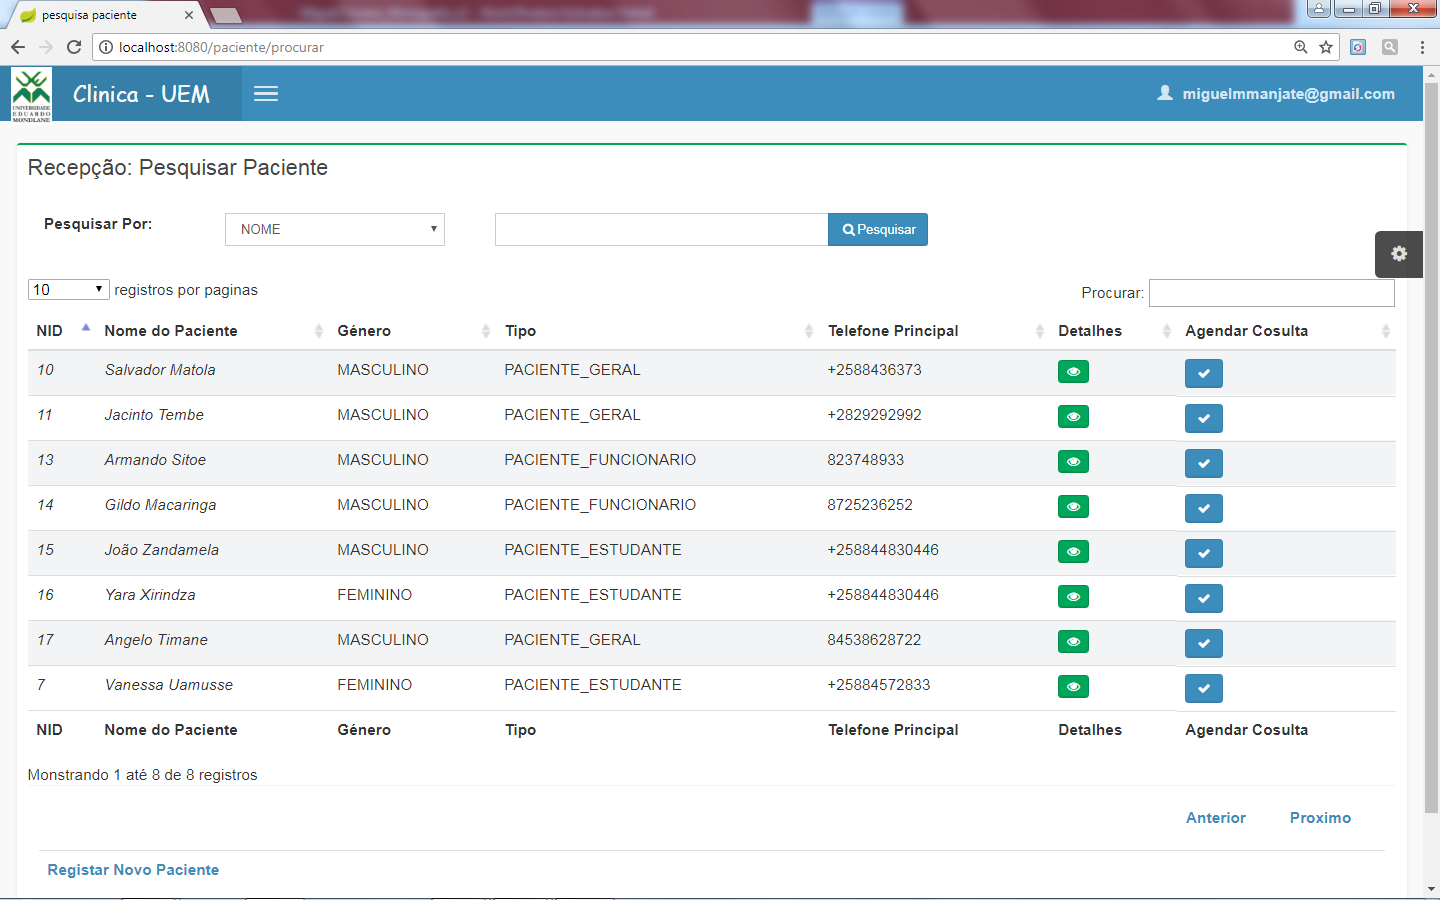 pesquisa paciente
localhost:8080/paciente/procurar
UNIVERSIDADE
EDUARDO
MONDLANE
Clinica - UEM
miguelmmanjate@gmail.com
Recepção: Pesquisar Paciente
Pesquisar Por: NOME Pesquisar
10 registros por paginas Procurar:
NID Nome do Paciente Género Tipo Telefone Principal Detalhes Agendar Cosulta
10 Salvador Matola MASCULINO PACIENTE_GERAL +2588436373
11 Jacinto Tembe MASCULINO PACIENTE_GERAL +2829292992
13 Armando Sitoe MASCULINO PACIENTE_FUNCIONARIO 823748933
14 Gildo Macaringa MASCULINO PACIENTE_FUNCIONARIO 8725236252
15 João Zandamela MASCULINO PACIENTE_ESTUDANTE +258844830446
16 Yara Xirindza FEMININO PACIENTE_ESTUDANTE +258844830446
17 Angelo Timane MASCULINO PACIENTE_GERAL 84538628722
7 Vanessa Uamusse FEMININO PACIENTE_ESTUDANTE +25884572833
NID Nome do Paciente Género Tipo Telefone Principal Detalhes Agendar Cosulta
Monstrando 1 até 8 de 8 registros
Anterior Proximo
Registar Novo Paciente